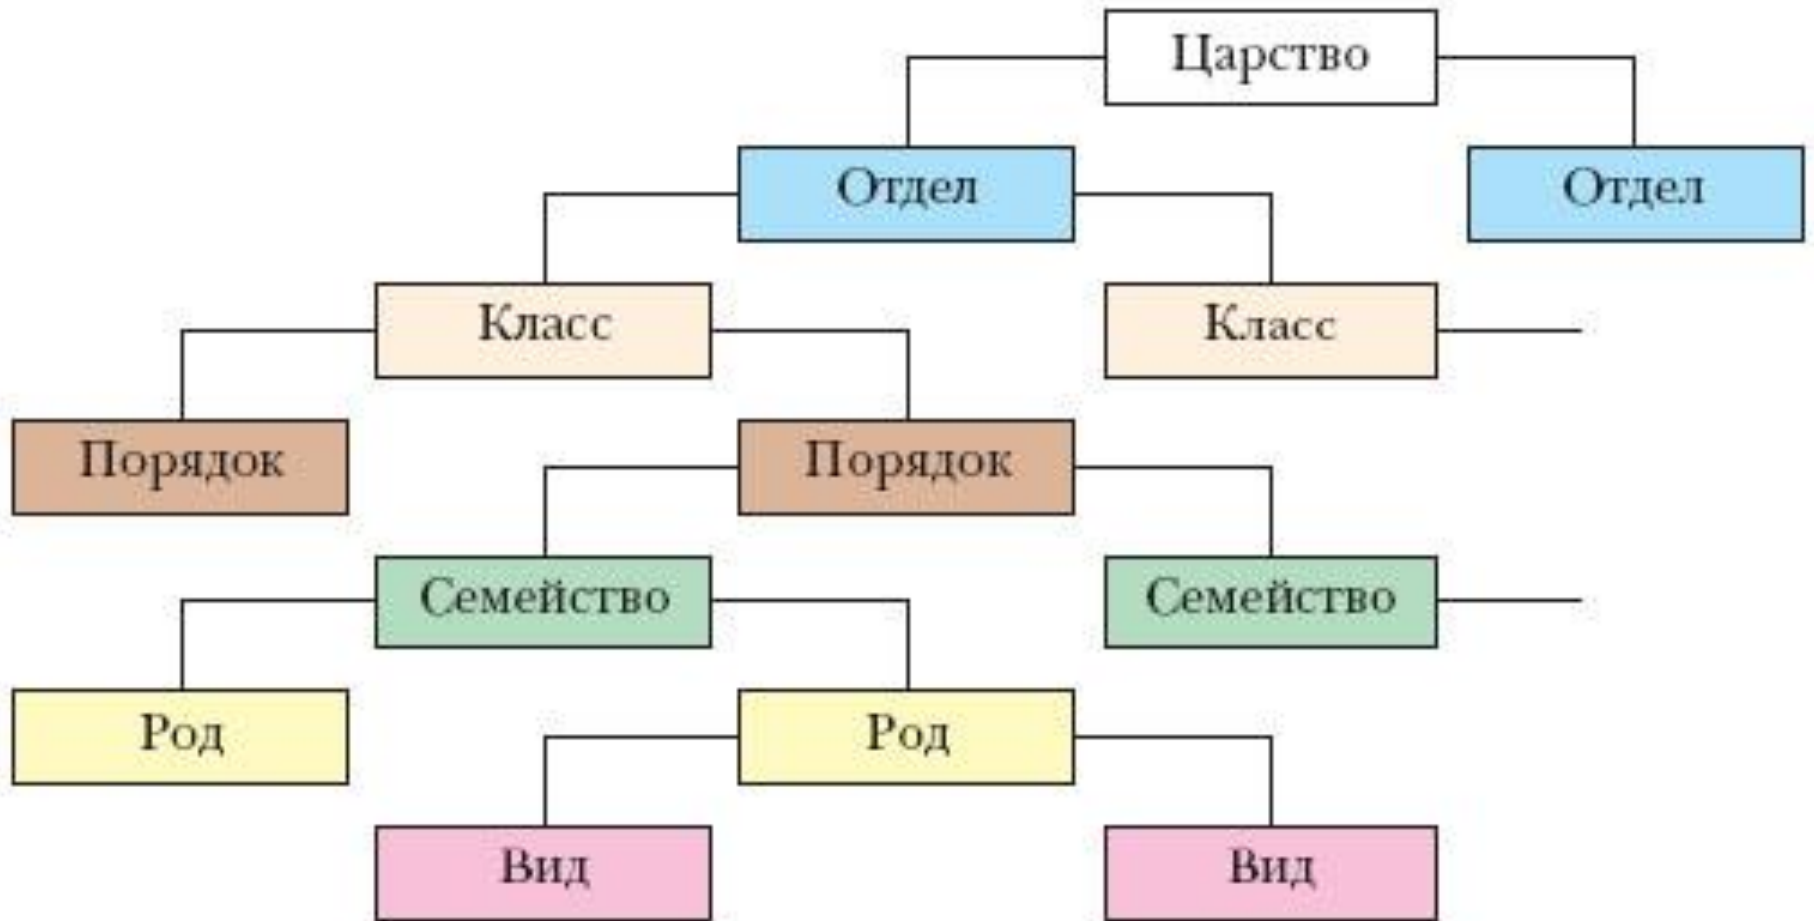 Царство
Отдел
Отдел
Класс
Класс
Порядок
Порядок
Семейство
Семейство
Род
Род
Вид
Вид